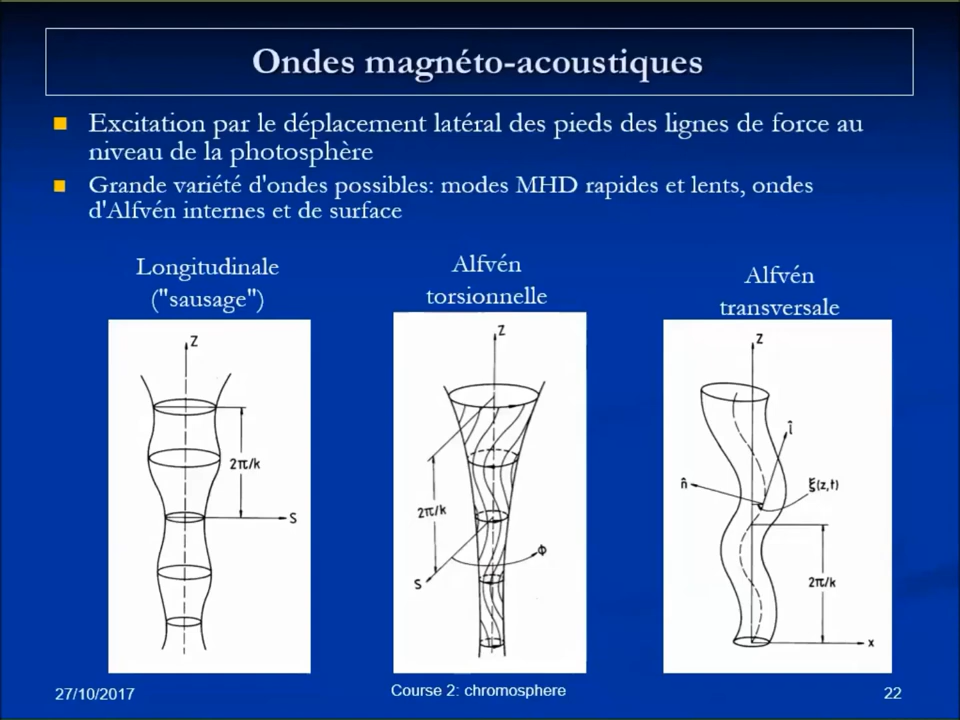 Ondes magnéto-acoustiques
Excitation par le déplacement latéral des pieds des lignes de force au
niveau de la photosphère
Grande variété d'ondes possibles: modes MHD rapides et lents, ondes
d'Alfvén internes et de surface
Longitudinale
("sausage")
Alfvén
torsionnelle
Alfvén
transversale
Z
2π/k
S
Z
2π/k
S
Φ
Z
l̂
n̂
ξ(z,t)
2π/k
x
27/10/2017
Course 2: chromosphere
22